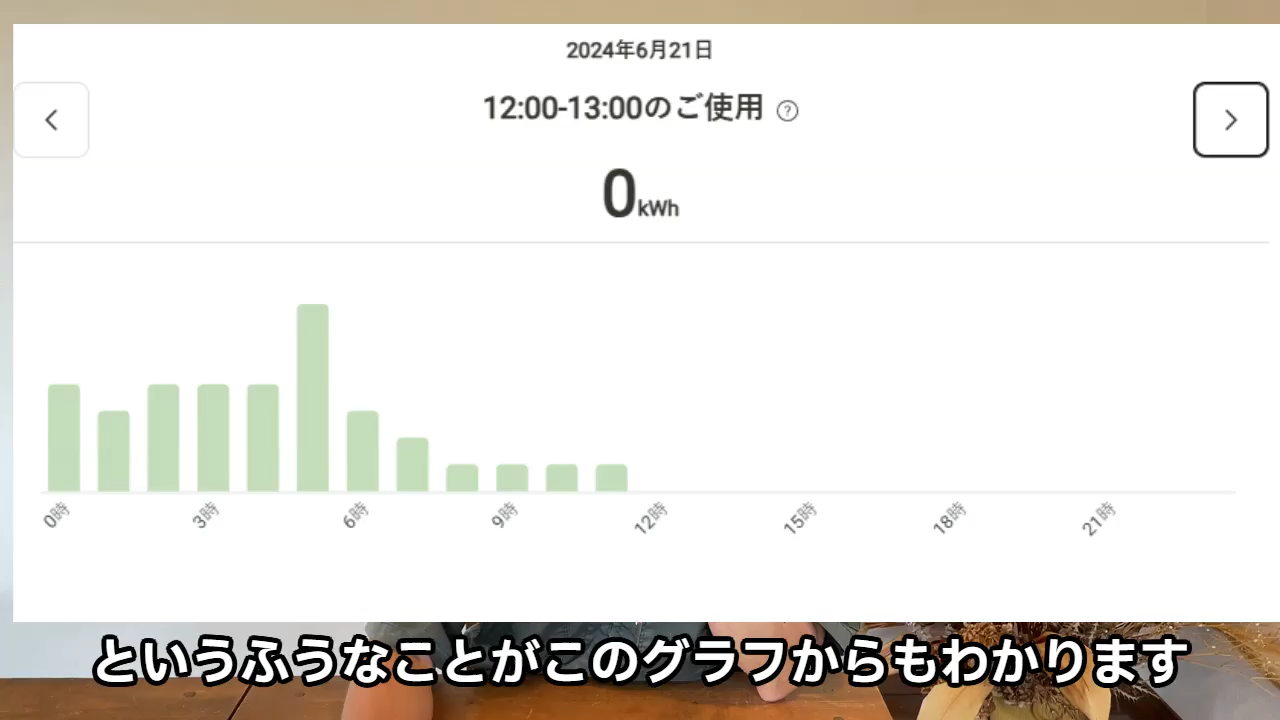 2024年6月21日
12:00-13:00のご使用 ?
0kWh
0時 3時 6時 9時 12時 15時 18時 21時
というふうなことがこのグラフからもわかります